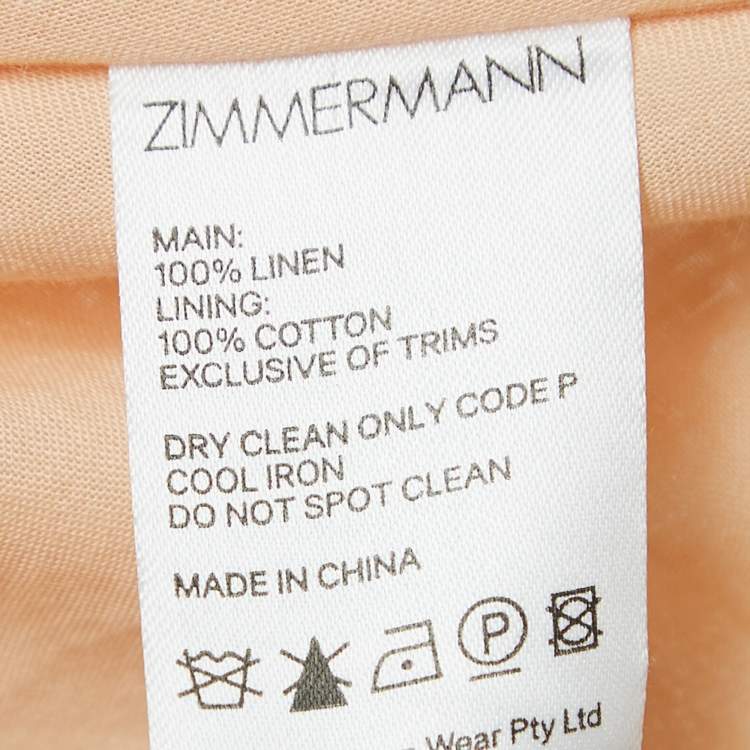 ZIMMERMANN
MAIN:
100% LINEN
LINING:
100% COTTON
EXCLUSIVE OF TRIMS
DRY CLEAN ONLY CODE P
COOL IRON
DO NOT SPOT CLEAN
MADE IN CHINA
P
Wear Pty Ltd